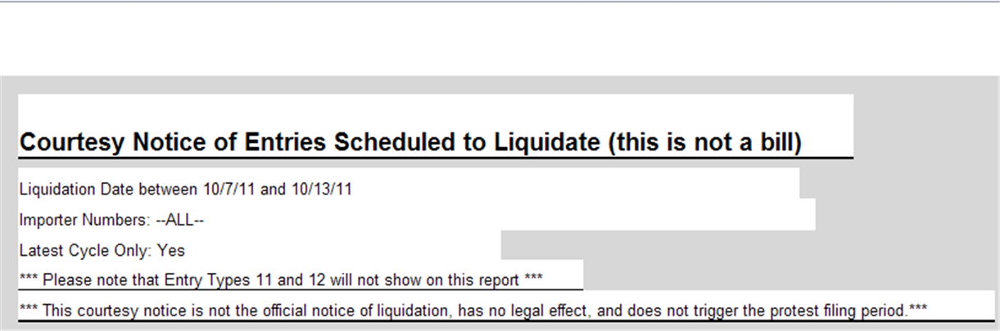 Courtesy Notice of Entries Scheduled to Liquidate (this is not a bill)
Liquidation Date between 10/7/11 and 10/13/11
Importer Numbers: --ALL--
Latest Cycle Only: Yes
*** Please note that Entry Types 11 and 12 will not show on this report ***
*** This courtesy notice is not the official notice of liquidation, has no legal effect, and does not trigger the protest filing period.***